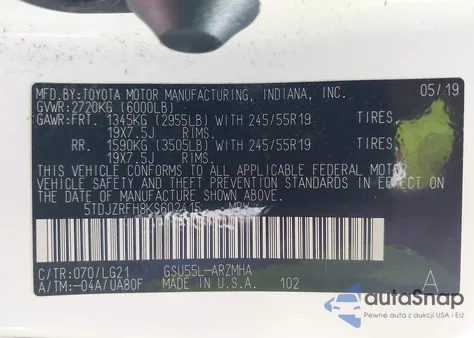 MFD.BY:TOYOTA MOTOR MANUFACTURING, INDIANA, INC. 05/19
GVWR:2720KG (6000LB)
GAWR:FRT. 1345KG (2955LB) WITH 245/55R19 TIRES,
19X7.5J RIMS.
RR. 1590KG (3505LB) WITH 245/55R19 TIRES,
19X7.5J RIMS.
THIS VEHICLE CONFORMS TO ALL APPLICABLE FEDERAL MOTOR
VEHICLE SAFETY AND THEFT PREVENTION STANDARDS IN EFFECT ON
THE DATE OF MANUFACTURE SHOWN ABOVE.
5TDJZRFH8KS602415 MPV
C/TR:070/LG21 GSU55L-ARZMHA
A/TM:-04A/UA80F MADE IN U.S.A. 102 A
autoSnap
Pewne auta z USA i EU